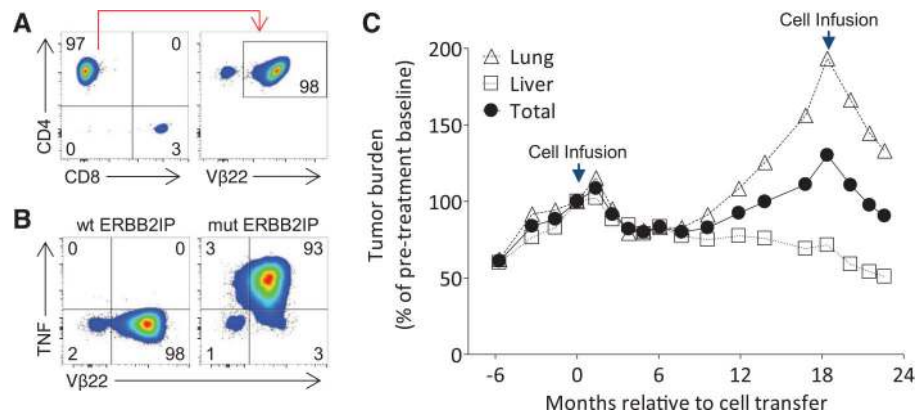 A
97
0
0
3
98
CD4
CD8
Vβ22
B
wt ERBB2IP
mut ERBB2IP
0
0
2
98
3
93
1
3
TNF
Vβ22
C
Tumor burden
(% of pre-treatment baseline)
200
150
100
50
0
Lung
Liver
Total
Cell Infusion
Cell Infusion
-6
0
6
12
18
24
Months relative to cell transfer